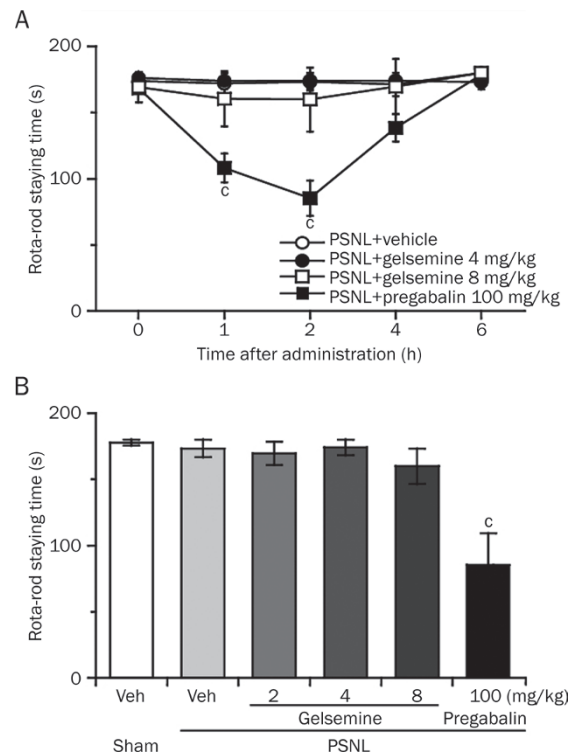 A
200
100
0
Rota-rod staying time (s)
c
c
PSNL+vehicle
PSNL+gelsemine 4 mg/kg
PSNL+gelsemine 8 mg/kg
PSNL+pregabalin 100 mg/kg
0 1 2 4 6
Time after administration (h)
B
200
100
0
Rota-rod staying time (s)
c
Veh Veh 2 4 8 100 (mg/kg)
Gelsemine Pregabalin
Sham PSNL